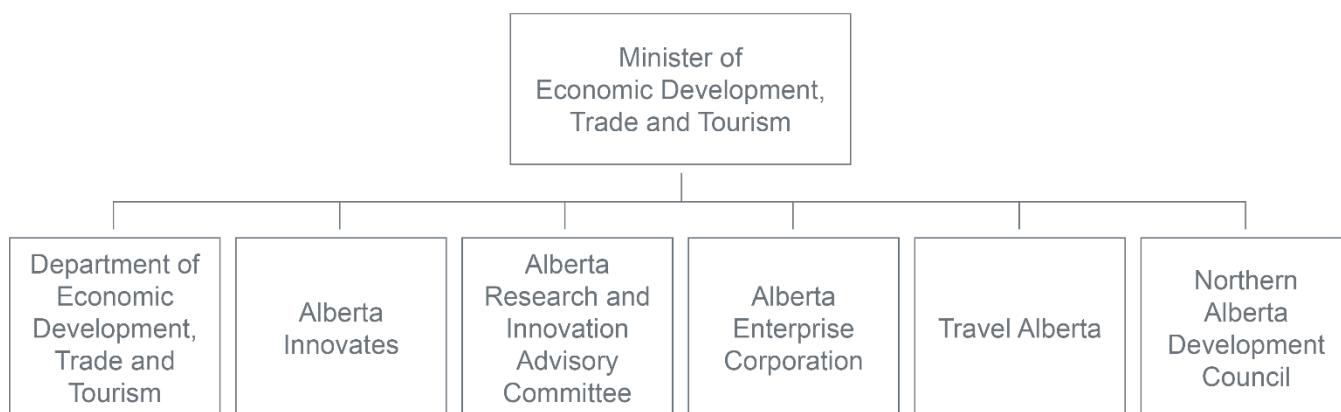 Minister of
Economic Development,
Trade and Tourism
Department of
Economic
Development,
Trade and
Tourism
Alberta
Innovates
Alberta
Research and
Innovation
Advisory
Committee
Alberta
Enterprise
Corporation
Travel Alberta
Northern
Alberta
Development
Council